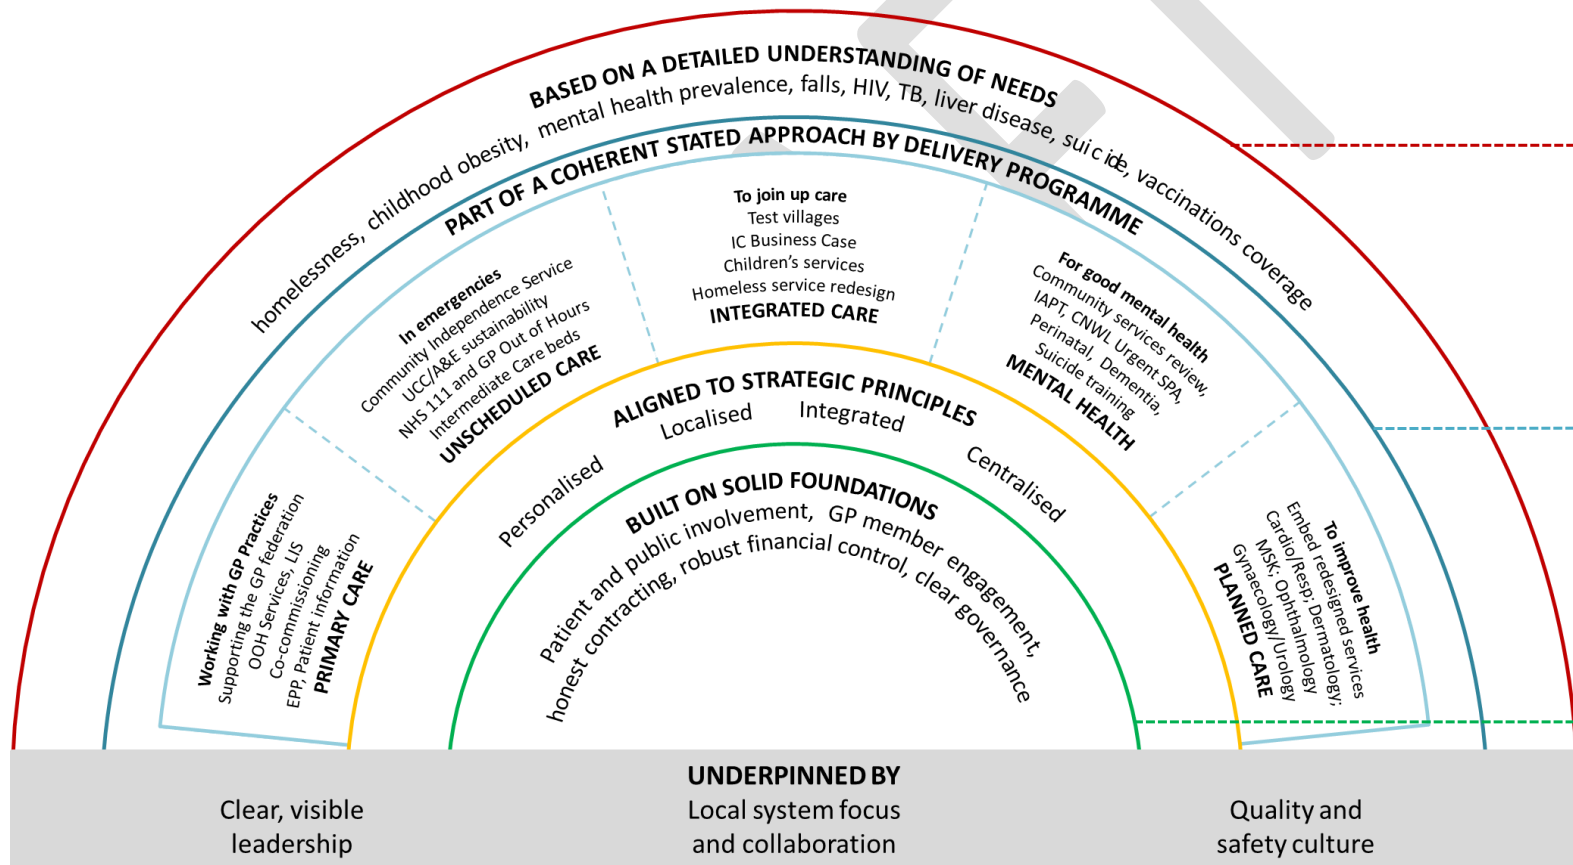 BASED ON A DETAILED UNDERSTANDING OF NEEDS
homelessness, childhood obesity, mental health prevalence, falls, HIV, TB, liver disease, suicide, vaccinations coverage
PART OF A COHERENT STATED APPROACH BY DELIVERY PROGRAMME
Working with GP Practices
Supporting the GP federation
OOH Services, LIS
Co-commissioning
EPP, Patient information
PRIMARY CARE
In emergencies
Community Independence Service
UCC/A&E sustainability
NHS 111 and GP Out of Hours
Intermediate Care beds
UNSCHEDULED CARE
To join up care
Test villages
IC Business Case
Children’s services
Homeless service redesign
INTEGRATED CARE
For good mental health
Community services review,
IAPT, CNWL Urgent SPA,
Perinatal, Dementia,
Suicide training
MENTAL HEALTH
To improve health
Embed redesigned services
Cardio/Resp; Dermatology;
MSK; Ophthalmology
Gynaecology/Urology
PLANNED CARE
ALIGNED TO STRATEGIC PRINCIPLES
Personalised
Localised
Integrated
Centralised
BUILT ON SOLID FOUNDATIONS
Patient and public involvement, GP member engagement,
honest contracting, robust financial control, clear governance
UNDERPINNED BY
Clear, visible
leadership
Local system focus
and collaboration
Quality and
safety culture